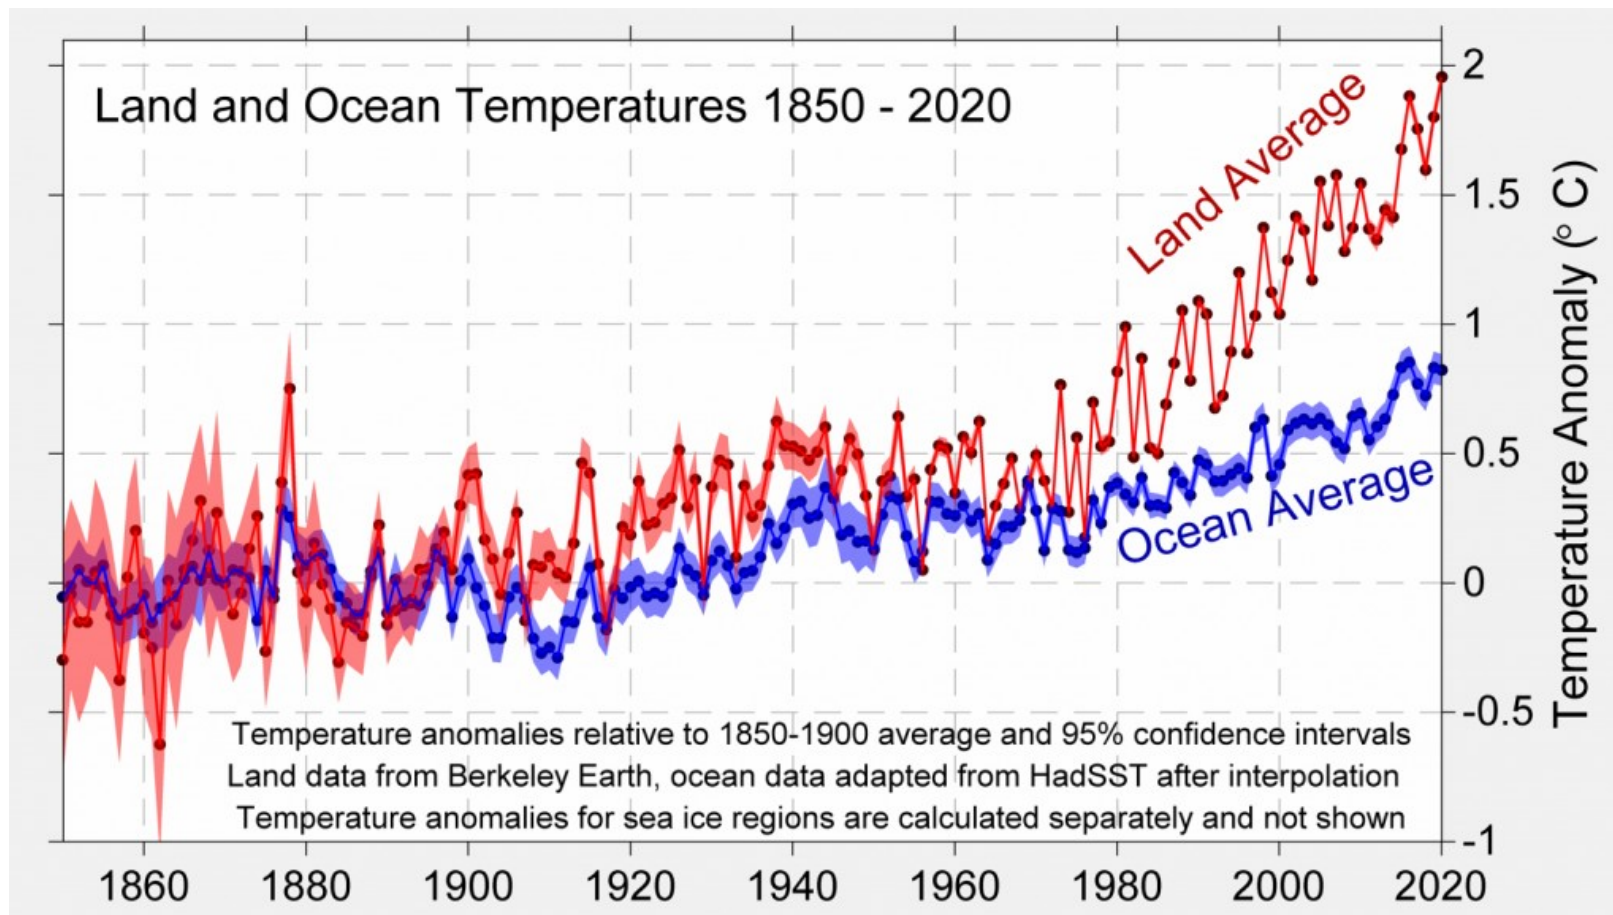 Land and Ocean Temperatures 1850 - 2020
Land Average
Ocean Average
Temperature anomalies relative to 1850-1900 average and 95% confidence intervals
Land data from Berkeley Earth, ocean data adapted from HadSST after interpolation
Temperature anomalies for sea ice regions are calculated separately and not shown
2
1.5
1
0.5
0
-0.5
-1
Temperature Anomaly (° C)
1860 1880 1900 1920 1940 1960 1980 2000 2020